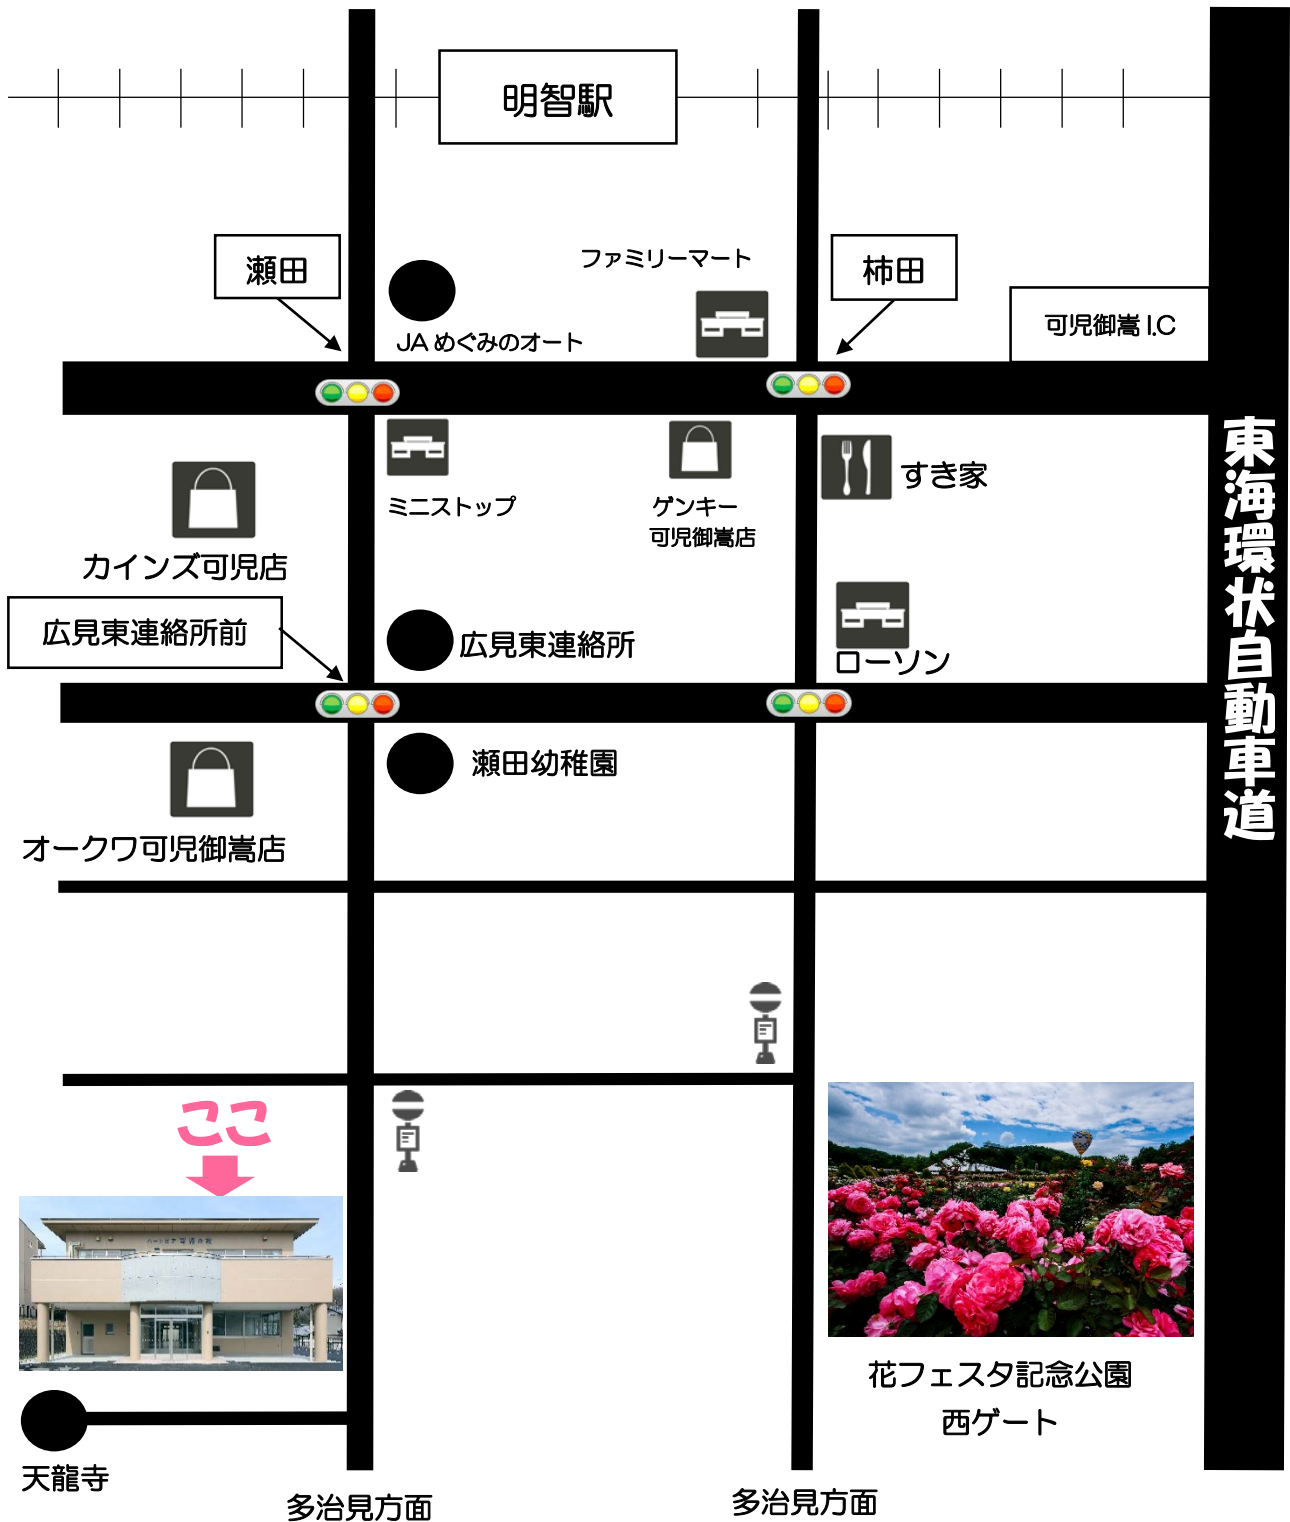 明智駅
瀬田
ファミリーマート
柿田
JAめぐみのオート
可児御嵩I.C
東海環状自動車道
ミニストップ
ゲンキー
可児御嵩店
すき家
カインズ可児店
広見東連絡所前
広見東連絡所
ローソン
瀬田幼稚園
オークワ可児御嵩店
ここ
花フェスタ記念公園
西ゲート
天龍寺
多治見方面
多治見方面